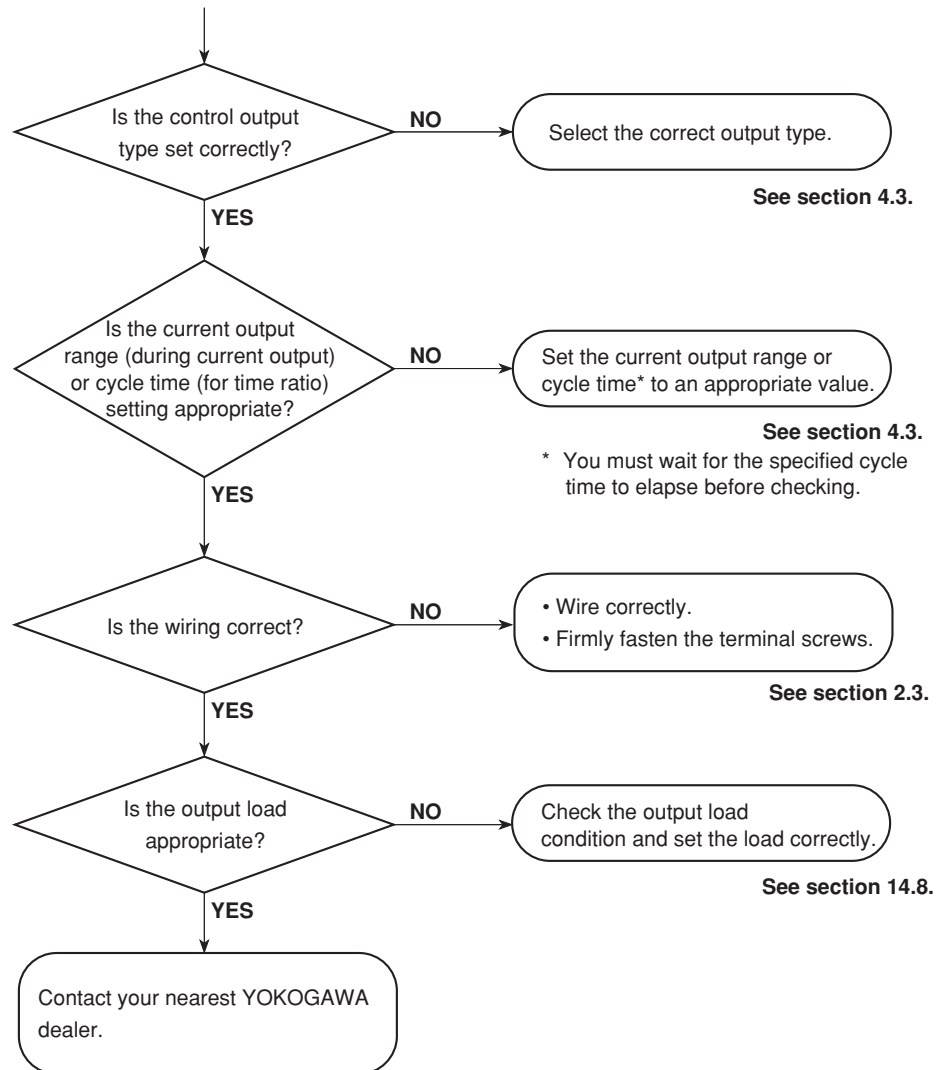 Is the control output
type set correctly?
NO
Select the correct output type.
See section 4.3.
YES
Is the current output
range (during current output)
or cycle time (for time ratio)
setting appropriate?
NO
Set the current output range or
cycle time* to an appropriate value.
See section 4.3.
* You must wait for the specified cycle
time to elapse before checking.
YES
Is the wiring correct?
NO
• Wire correctly.
• Firmly fasten the terminal screws.
See section 2.3.
YES
Is the output load
appropriate?
NO
Check the output load
condition and set the load correctly.
See section 14.8.
YES
Contact your nearest YOKOGAWA
dealer.